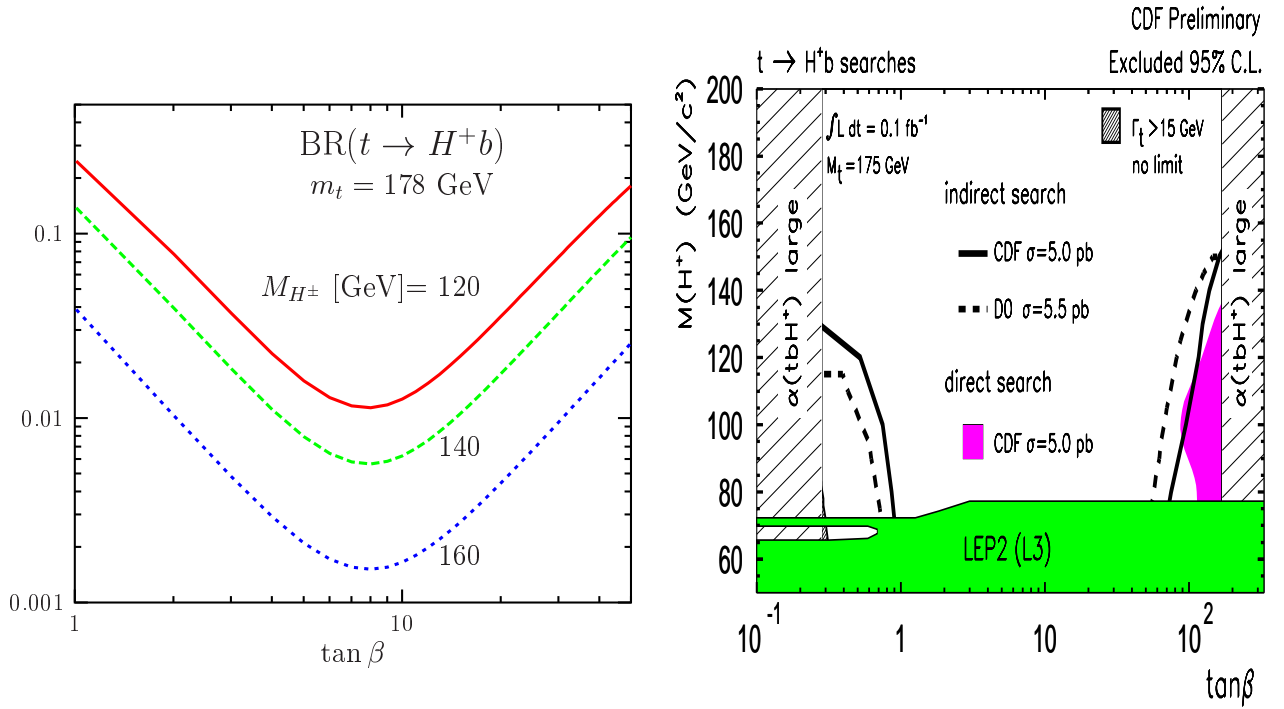 BR(t → H⁺b)
m_t = 178 GeV
M_{H^±} [GeV]= 120
140
160
0.1
0.01
0.001
1
10
tan β
CDF Preliminary
t → H⁺b searches
Excluded 95% C.L.
M(H⁺) (GeV/c²)
200
180
160
140
120
100
80
60
∫L dt = 0.1 fb⁻¹
M_t=175 GeV
Γ_t >15 GeV
no limit
indirect search
CDF σ=5.0 pb
D0 σ=5.5 pb
direct search
CDF σ=5.0 pb
α(tbH⁺) large
α(tbH⁺) large
LEP2 (L3)
10⁻¹
1
10
10²
tanβ